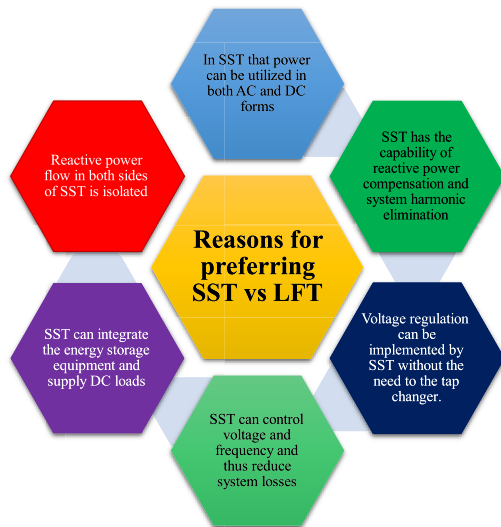 In SST that power
can be utilized in
both AC and DC
forms
SST has the
capability of
reactive power
compensation and
system harmonic
elimination
Voltage regulation
can be
implemented by
SST without the
need to the tap
changer.
SST can control
voltage and
frequency and
thus reduce
system losses
SST can integrate
the energy storage
equipment and
supply DC loads
Reactive power
flow in both sides
of SST is isolated
Reasons for
preferring
SST vs LFT